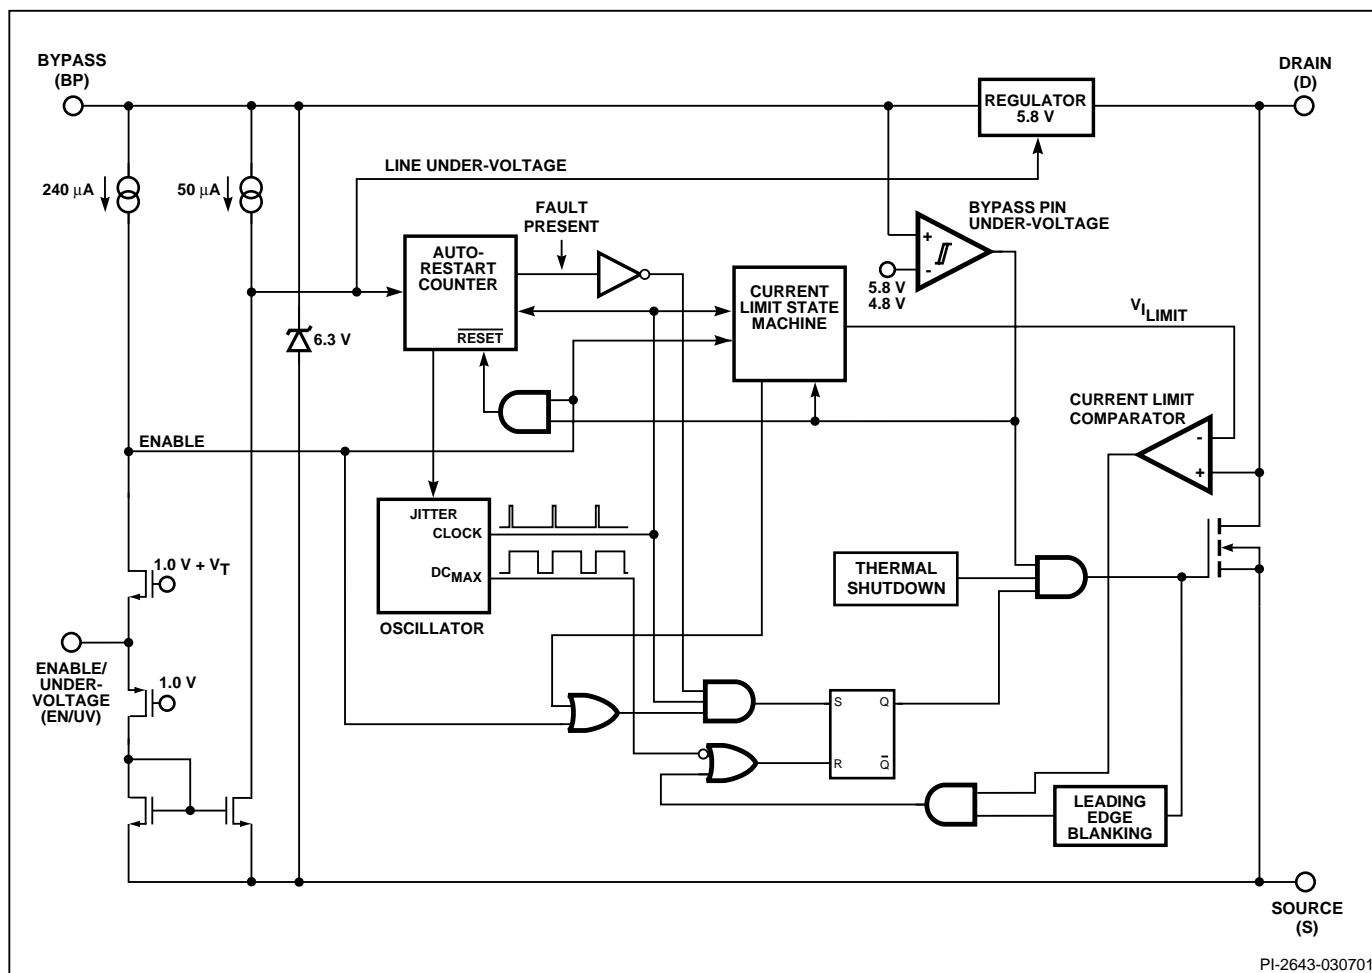 BYPASS
(BP)
DRAIN
(D)
REGULATOR
5.8 V
LINE UNDER-VOLTAGE
240 µA
50 µA
BYPASS PIN
UNDER-VOLTAGE
FAULT
PRESENT
+
-
5.8 V
4.8 V
AUTO-
RESTART
COUNTER
RESET
CURRENT
LIMIT STATE
MACHINE
VI LIMIT
6.3 V
CURRENT LIMIT
COMPARATOR
-
+
ENABLE
JITTER
CLOCK
DCMAX
OSCILLATOR
1.0 V + VT
THERMAL
SHUTDOWN
ENABLE/
UNDER-
VOLTAGE
(EN/UV)
1.0 V
S Q
R Q
LEADING
EDGE
BLANKING
SOURCE
(S)
PI-2643-030701